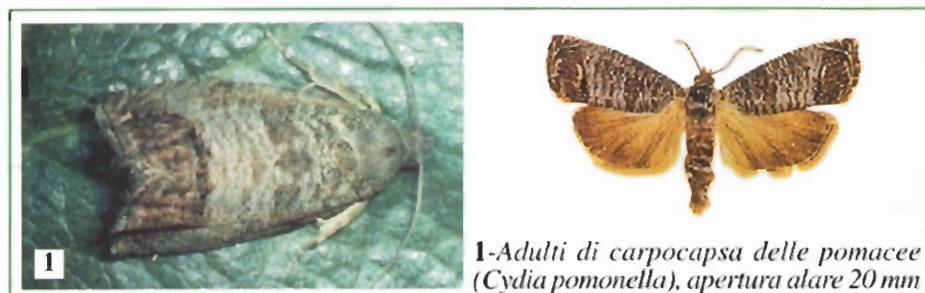 1
1-Adulti di carpocapsa delle pomacee
(Cydia pomonella), apertura alare 20 mm